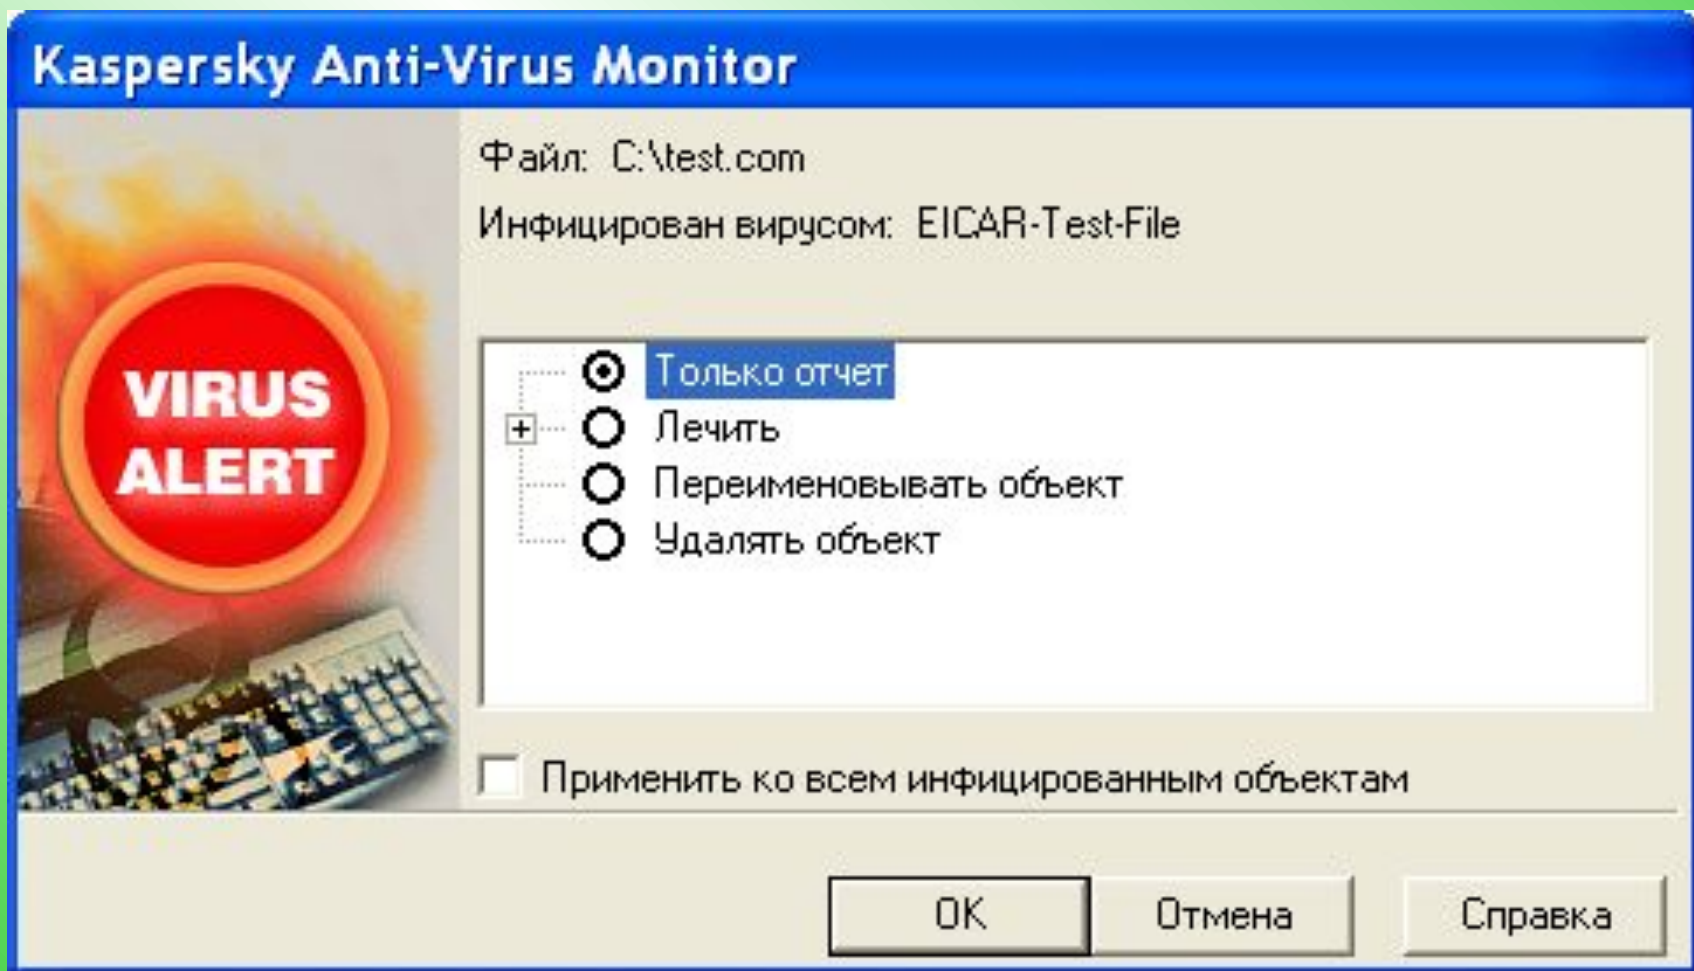 Kaspersky Anti-Virus Monitor
Файл: C:\test.com
Инфицирован вирусом: EICAR-Test-File
VIRUS
ALERT
Только отчет
Лечить
Переименовывать объект
Удалять объект
Применить ко всем инфицированным объектам
OK Отмена Справка